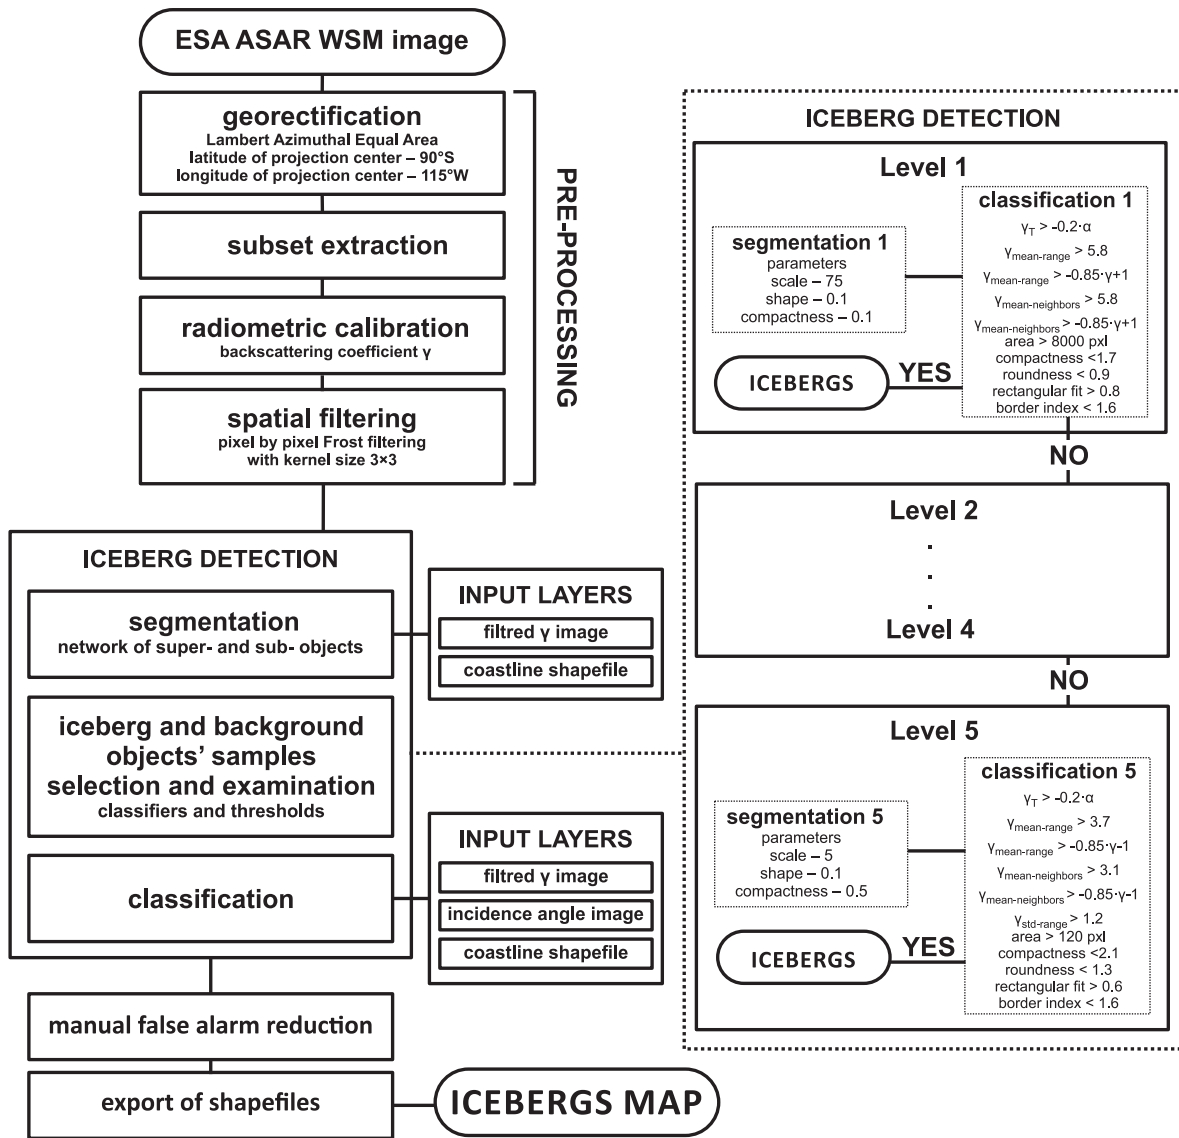 ESA ASAR WSM image
georectification
Lambert Azimuthal Equal Area
latitude of projection center – 90°S
longitude of projection center - 115°W
subset extraction
radiometric calibration
backscattering coefficient γ
spatial filtering
pixel by pixel Frost filtering
with kernel size 3×3
PRE-PROCESSING
ICEBERG DETECTION
segmentation
network of super- and sub- objects
iceberg and background
objects’ samples
selection and examination
classifiers and thresholds
classification
INPUT LAYERS
filtred γ image
coastline shapefile
INPUT LAYERS
filtred γ image
incidence angle image
coastline shapefile
manual false alarm reduction
export of shapefiles
ICEBERGS MAP
ICEBERG DETECTION
Level 1
segmentation 1
parameters
scale – 75
shape – 0.1
compactness – 0.1
classification 1
γT > -0.2·α
γmean-range > 5.8
γmean-range > -0.85·γ+1
γmean-neighbors > 5.8
γmean-neighbors > -0.85·γ+1
area > 8000 pxl
compactness <1.7
roundness < 0.9
rectangular fit > 0.8
border index < 1.6
ICEBERGS
YES
NO
Level 2
.
.
.
Level 4
NO
Level 5
segmentation 5
parameters
scale – 5
shape – 0.1
compactness – 0.5
classification 5
γT > -0.2·α
γmean-range > 3.7
γmean-range > -0.85·γ-1
γmean-neighbors > 3.1
γmean-neighbors > -0.85·γ-1
γstd-range > 1.2
area > 120 pxl
compactness <2.1
roundness < 1.3
rectangular fit > 0.6
border index < 1.6
ICEBERGS
YES